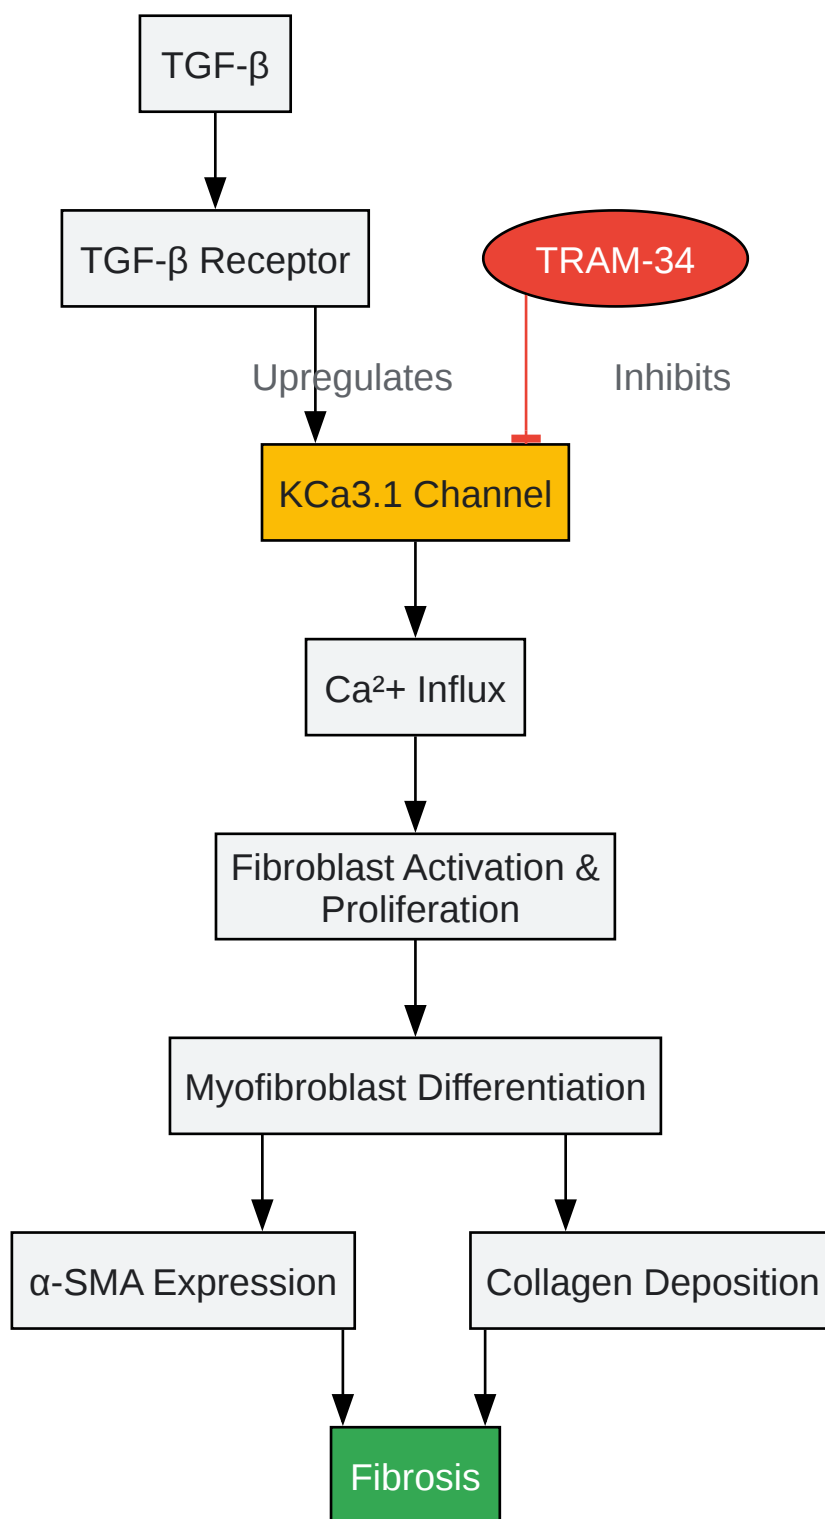 TGF-β
TGF-β Receptor
TRAM-34
Upregulates
Inhibits
KCa3.1 Channel
Ca²+ Influx
Fibroblast Activation &
Proliferation
Myofibroblast Differentiation
α-SMA Expression
Collagen Deposition
Fibrosis